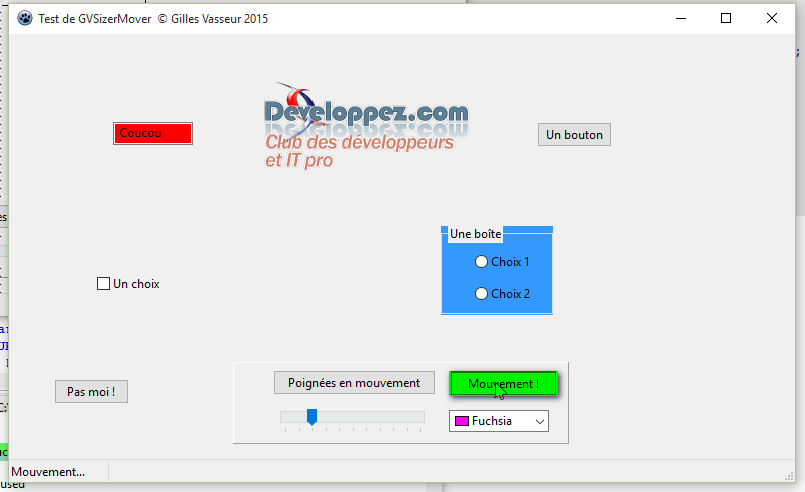 Test de GVSizerMover © Gilles Vasseur 2015
Coucou
Developpez.com
Club des développeurs
et IT pro
Un bouton
Une boîte
Choix 1
Choix 2
Un choix
Pas moi !
Poignées en mouvement
Mouvement !
Fuchsia
Mouvement...
used